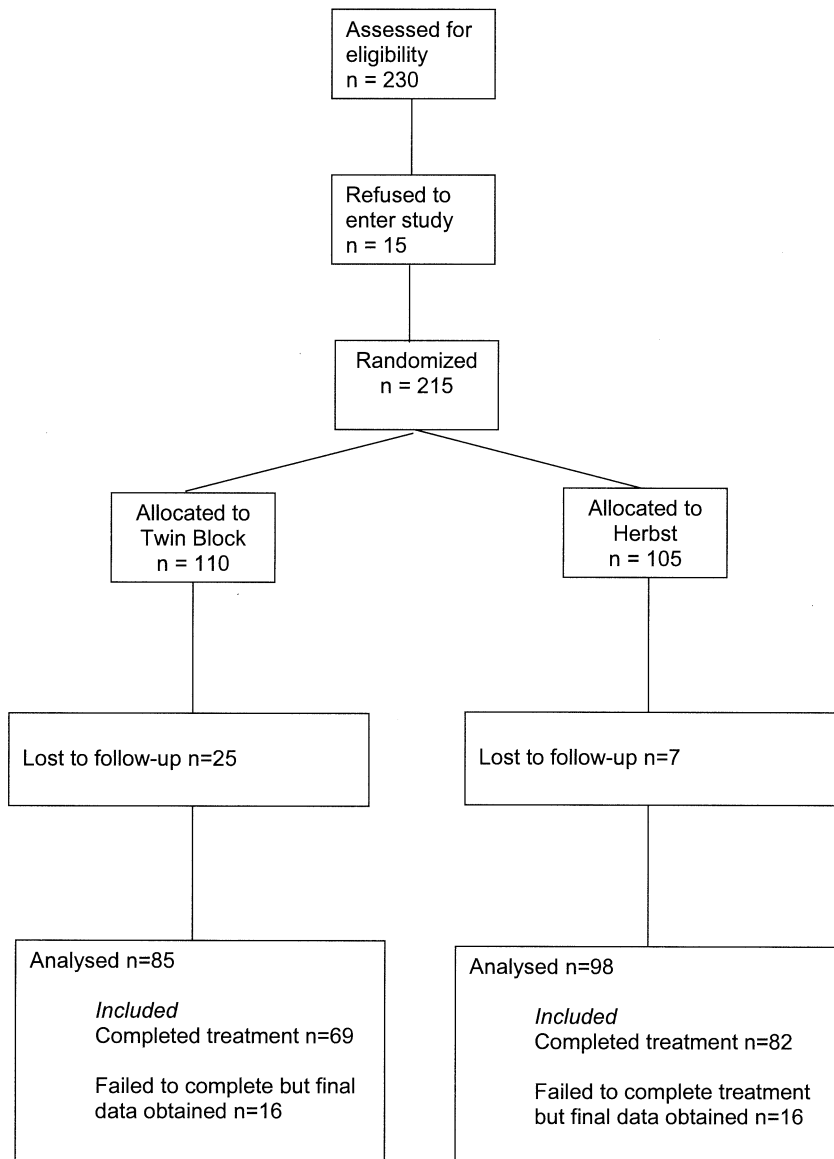 Assessed for
eligibility
n = 230
Refused to
enter study
n = 15
Randomized
n = 215
Allocated to
Twin Block
n = 110
Allocated to
Herbst
n = 105
Lost to follow-up n=25
Lost to follow-up n=7
Analysed n=85
Included
Completed treatment n=69
Failed to complete but final
data obtained n=16
Analysed n=98
Included
Completed treatment n=82
Failed to complete treatment
but final data obtained n=16